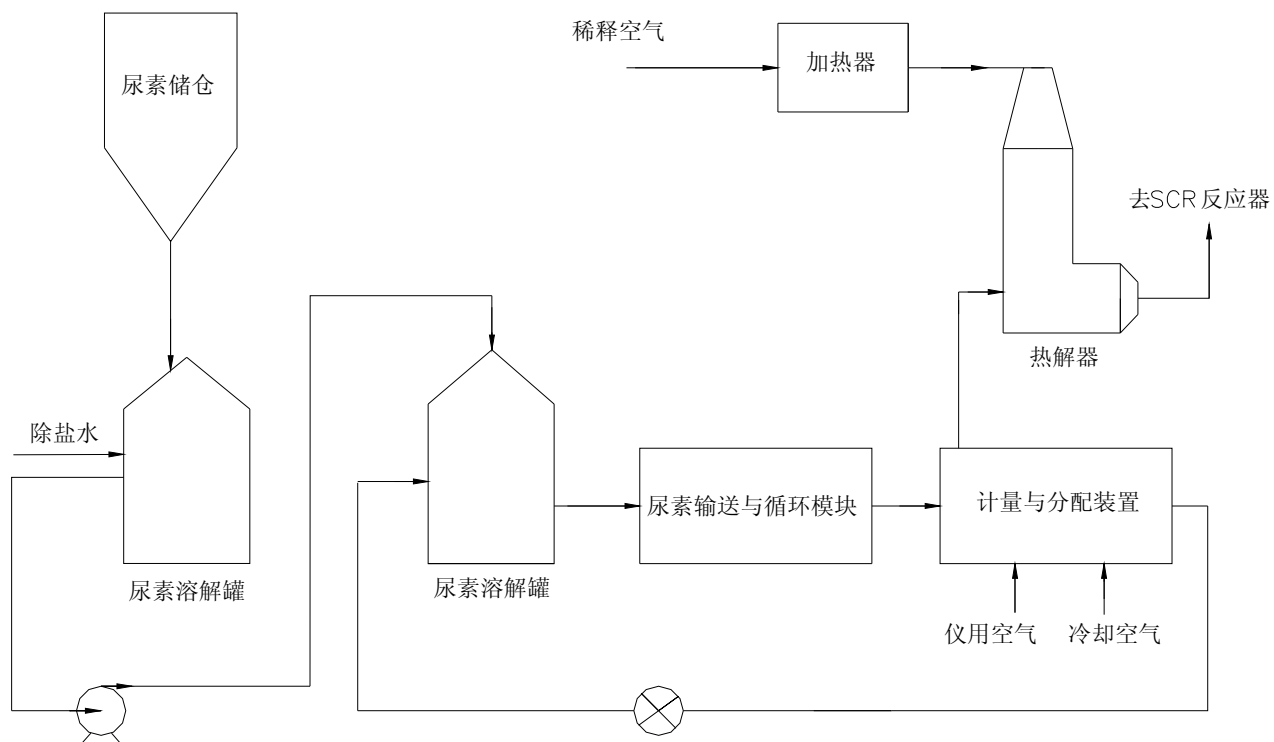 稀释空气
加热器
尿素储仓
去SCR反应器
热解器
除盐水
尿素输送与循环模块
计量与分配装置
尿素溶解罐
尿素溶解罐
仪用空气
冷却空气